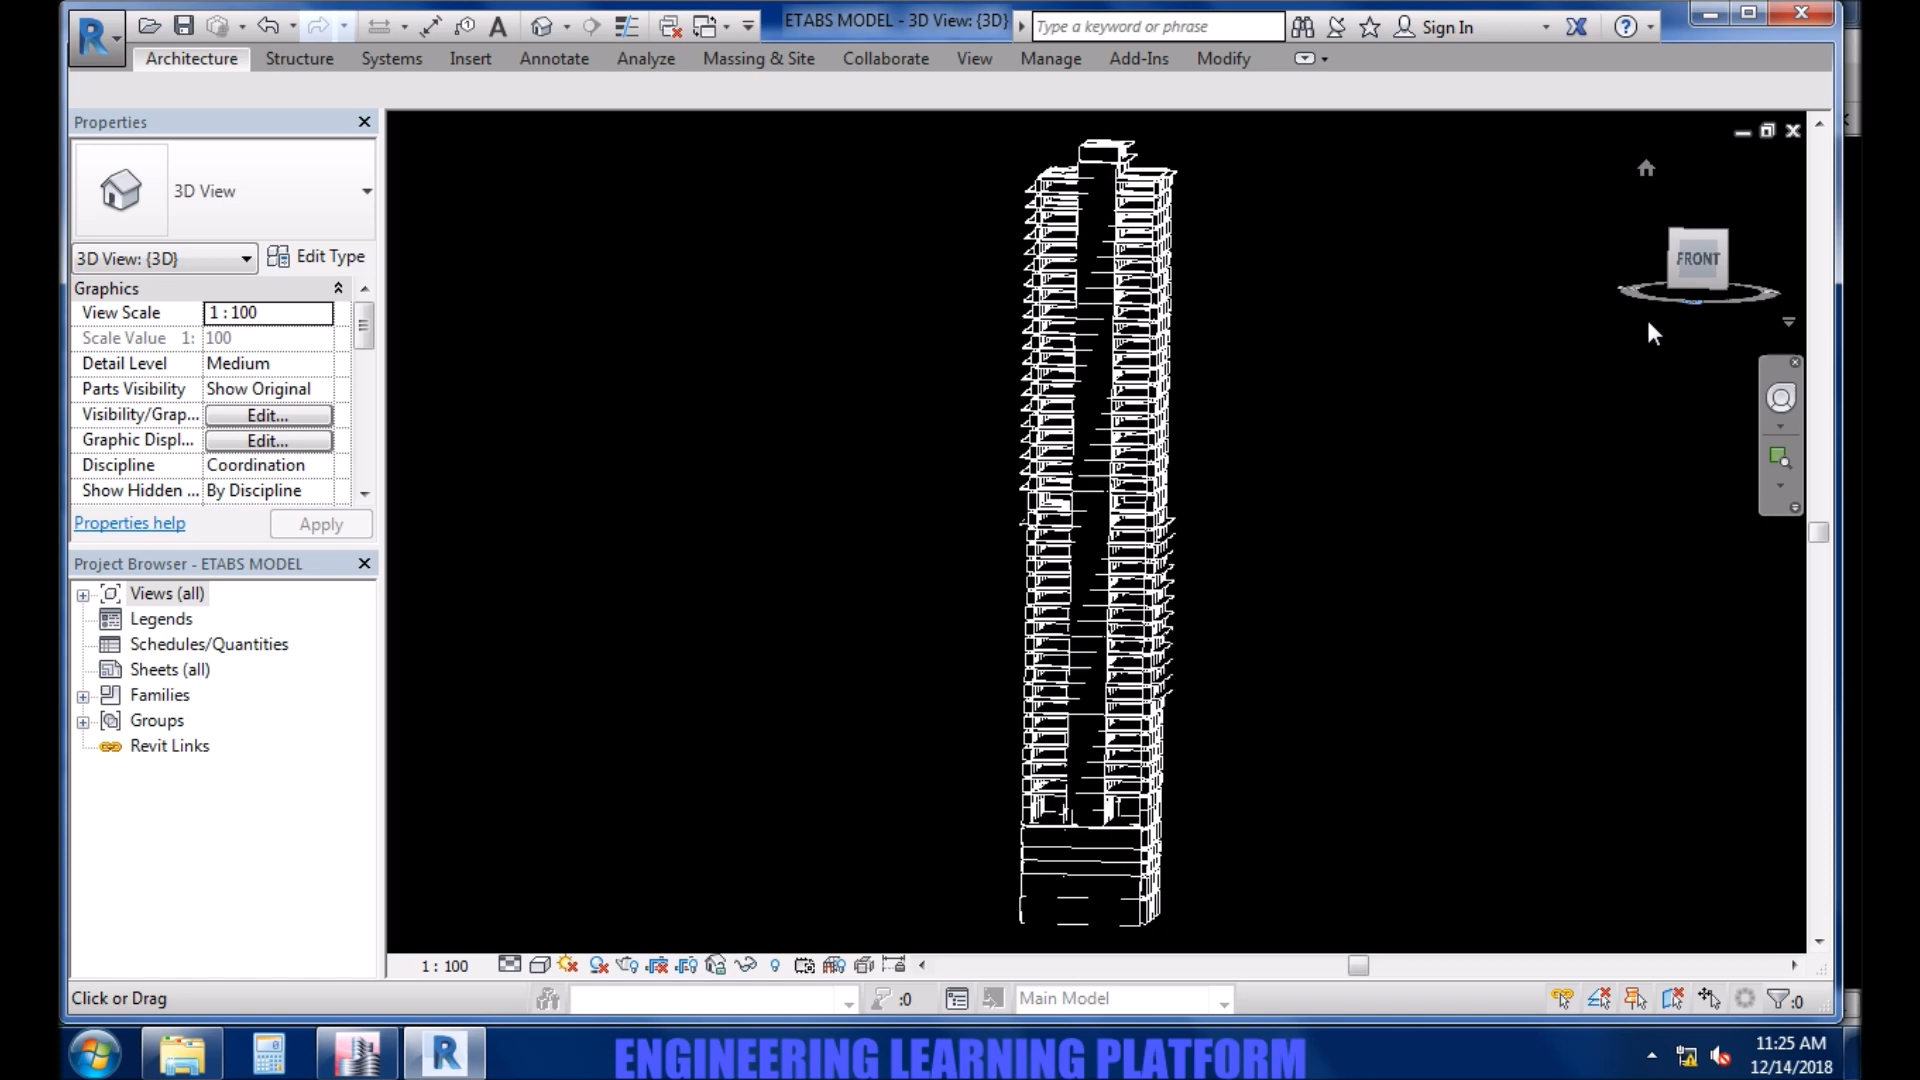 ETABS MODEL - 3D View: {3D}
Type a keyword or phrase
Sign In
Architecture Structure Systems Insert Annotate Analyze Massing & Site Collaborate View Manage Add-Ins Modify
Properties
3D View
3D View: {3D} Edit Type
Graphics
View Scale 1 : 100
Scale Value 1: 100
Detail Level Medium
Parts Visibility Show Original
Visibility/Grap... Edit...
Graphic Displ... Edit...
Discipline Coordination
Show Hidden ... By Discipline
Properties help Apply
Project Browser - ETABS MODEL
Views (all)
Legends
Schedules/Quantities
Sheets (all)
Families
Groups
Revit Links
FRONT
1 : 100
Click or Drag
:0
Main Model
:0
ENGINEERING LEARNING PLATFORM
11:25 AM
12/14/2018